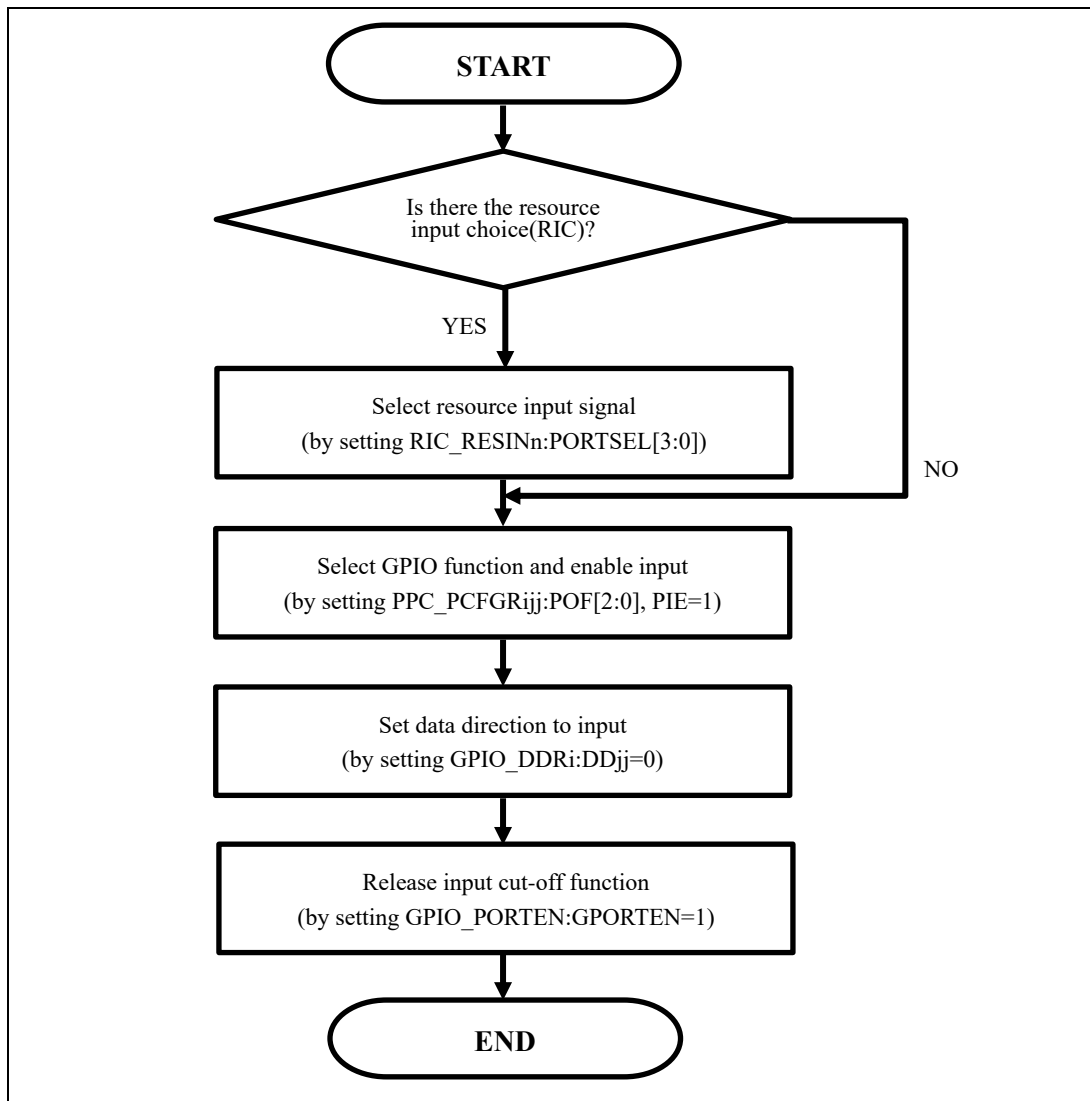 START
Is there the resource
input choice(RIC)?
YES
Select resource input signal
(by setting RIC_RESINn:PORTSEL[3:0])
NO
Select GPIO function and enable input
(by setting PPC_PCFGRijj:POF[2:0], PIE=1)
Set data direction to input
(by setting GPIO_DDRi:DDjj=0)
Release input cut-off function
(by setting GPIO_PORTEN:GPORTEN=1)
END